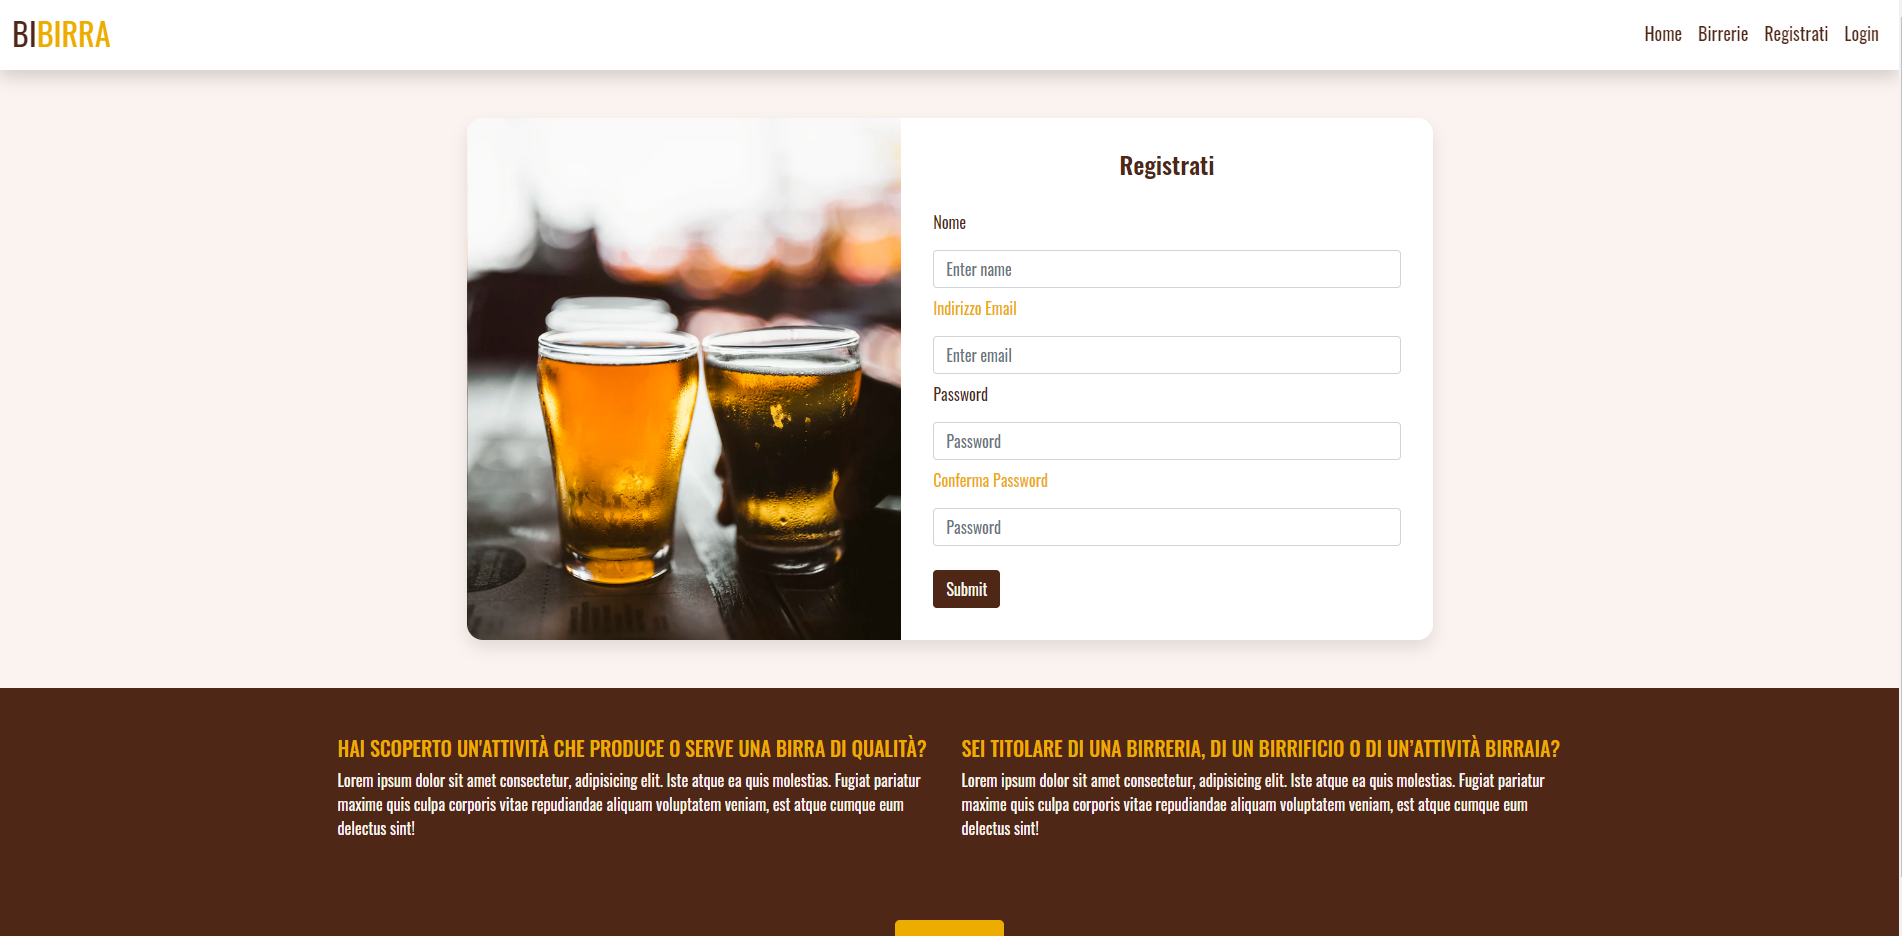 BIBIRRA
Home Birrerie Registrati Login
Registrati
Nome
Enter name
Indirizzo Email
Enter email
Password
Password
Conferma Password
Password
Submit
HAI SCOPERTO UN'ATTIVITÀ CHE PRODUCE O SERVE UNA BIRRA DI QUALITÀ?
Lorem ipsum dolor sit amet consectetur, adipisicing elit. Iste atque ea quis molestias. Fugiat pariatur
maxime quis culpa corporis vitae repudiandae aliquam voluptatem veniam, est atque cumque eum
delectus sint!
SEI TITOLARE DI UNA BIRRERIA, DI UN BIRRIFICIO O DI UN’ATTIVITÀ BIRRAIA?
Lorem ipsum dolor sit amet consectetur, adipisicing elit. Iste atque ea quis molestias. Fugiat pariatur
maxime quis culpa corporis vitae repudiandae aliquam voluptatem veniam, est atque cumque eum
delectus sint!